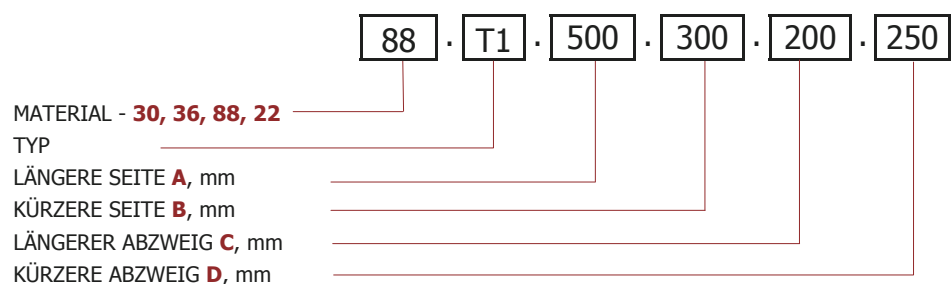 88 . T1 . 500 . 300 . 200 . 250
MATERIAL - 30, 36, 88, 22
TYP
LÄNGERE SEITE A, mm
KÜRZERE SEITE B, mm
LÄNGERER ABZWEIG C, mm
KÜRZERE ABZWEIG D, mm